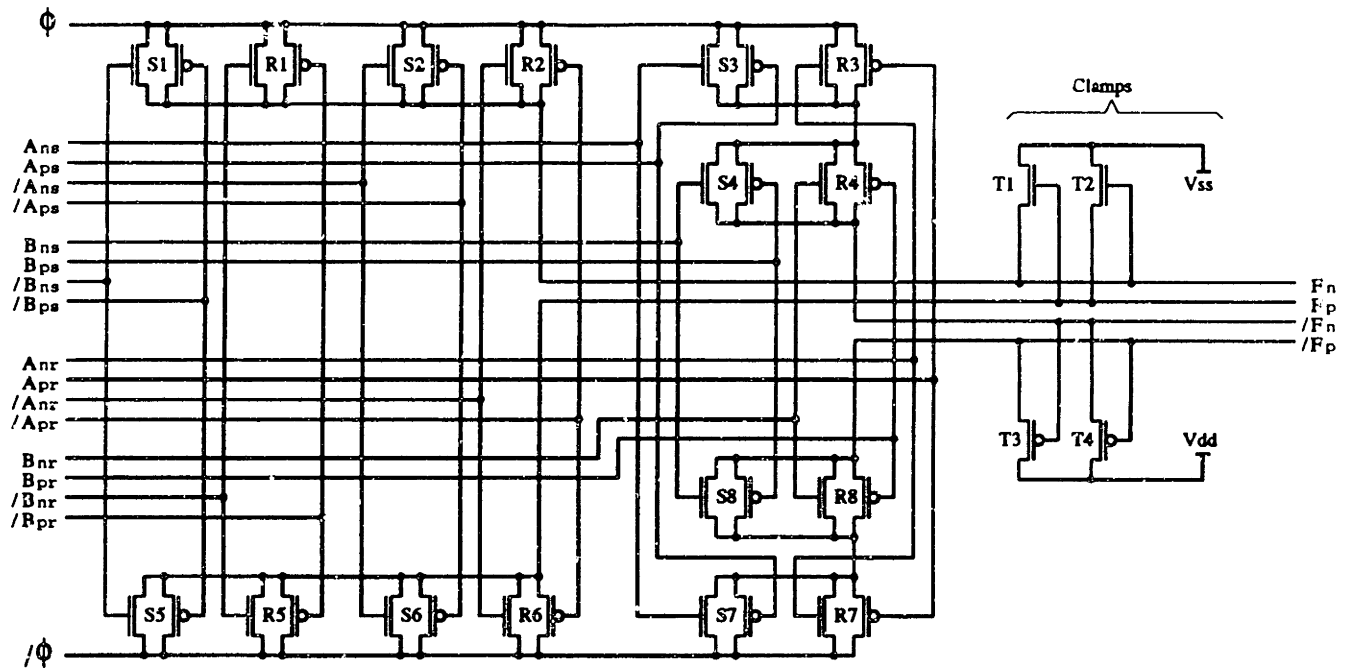 ϕ
S1 R1 S2 R2 S3 R3
Clamps
Ans
Aps
/Ans
/Aps
S4 R4
T1 T2 Vss
Bns
Bps
/Bns
/Bps
Fn
Fp
/Fn
/Fp
Anr
Apr
/Anr
/Apr
T3 T4 Vdd
Bnr
Bpr
/Bnr
/Bpr
S8 R8
S5 R5 S6 R6 S7 R7
/ϕ